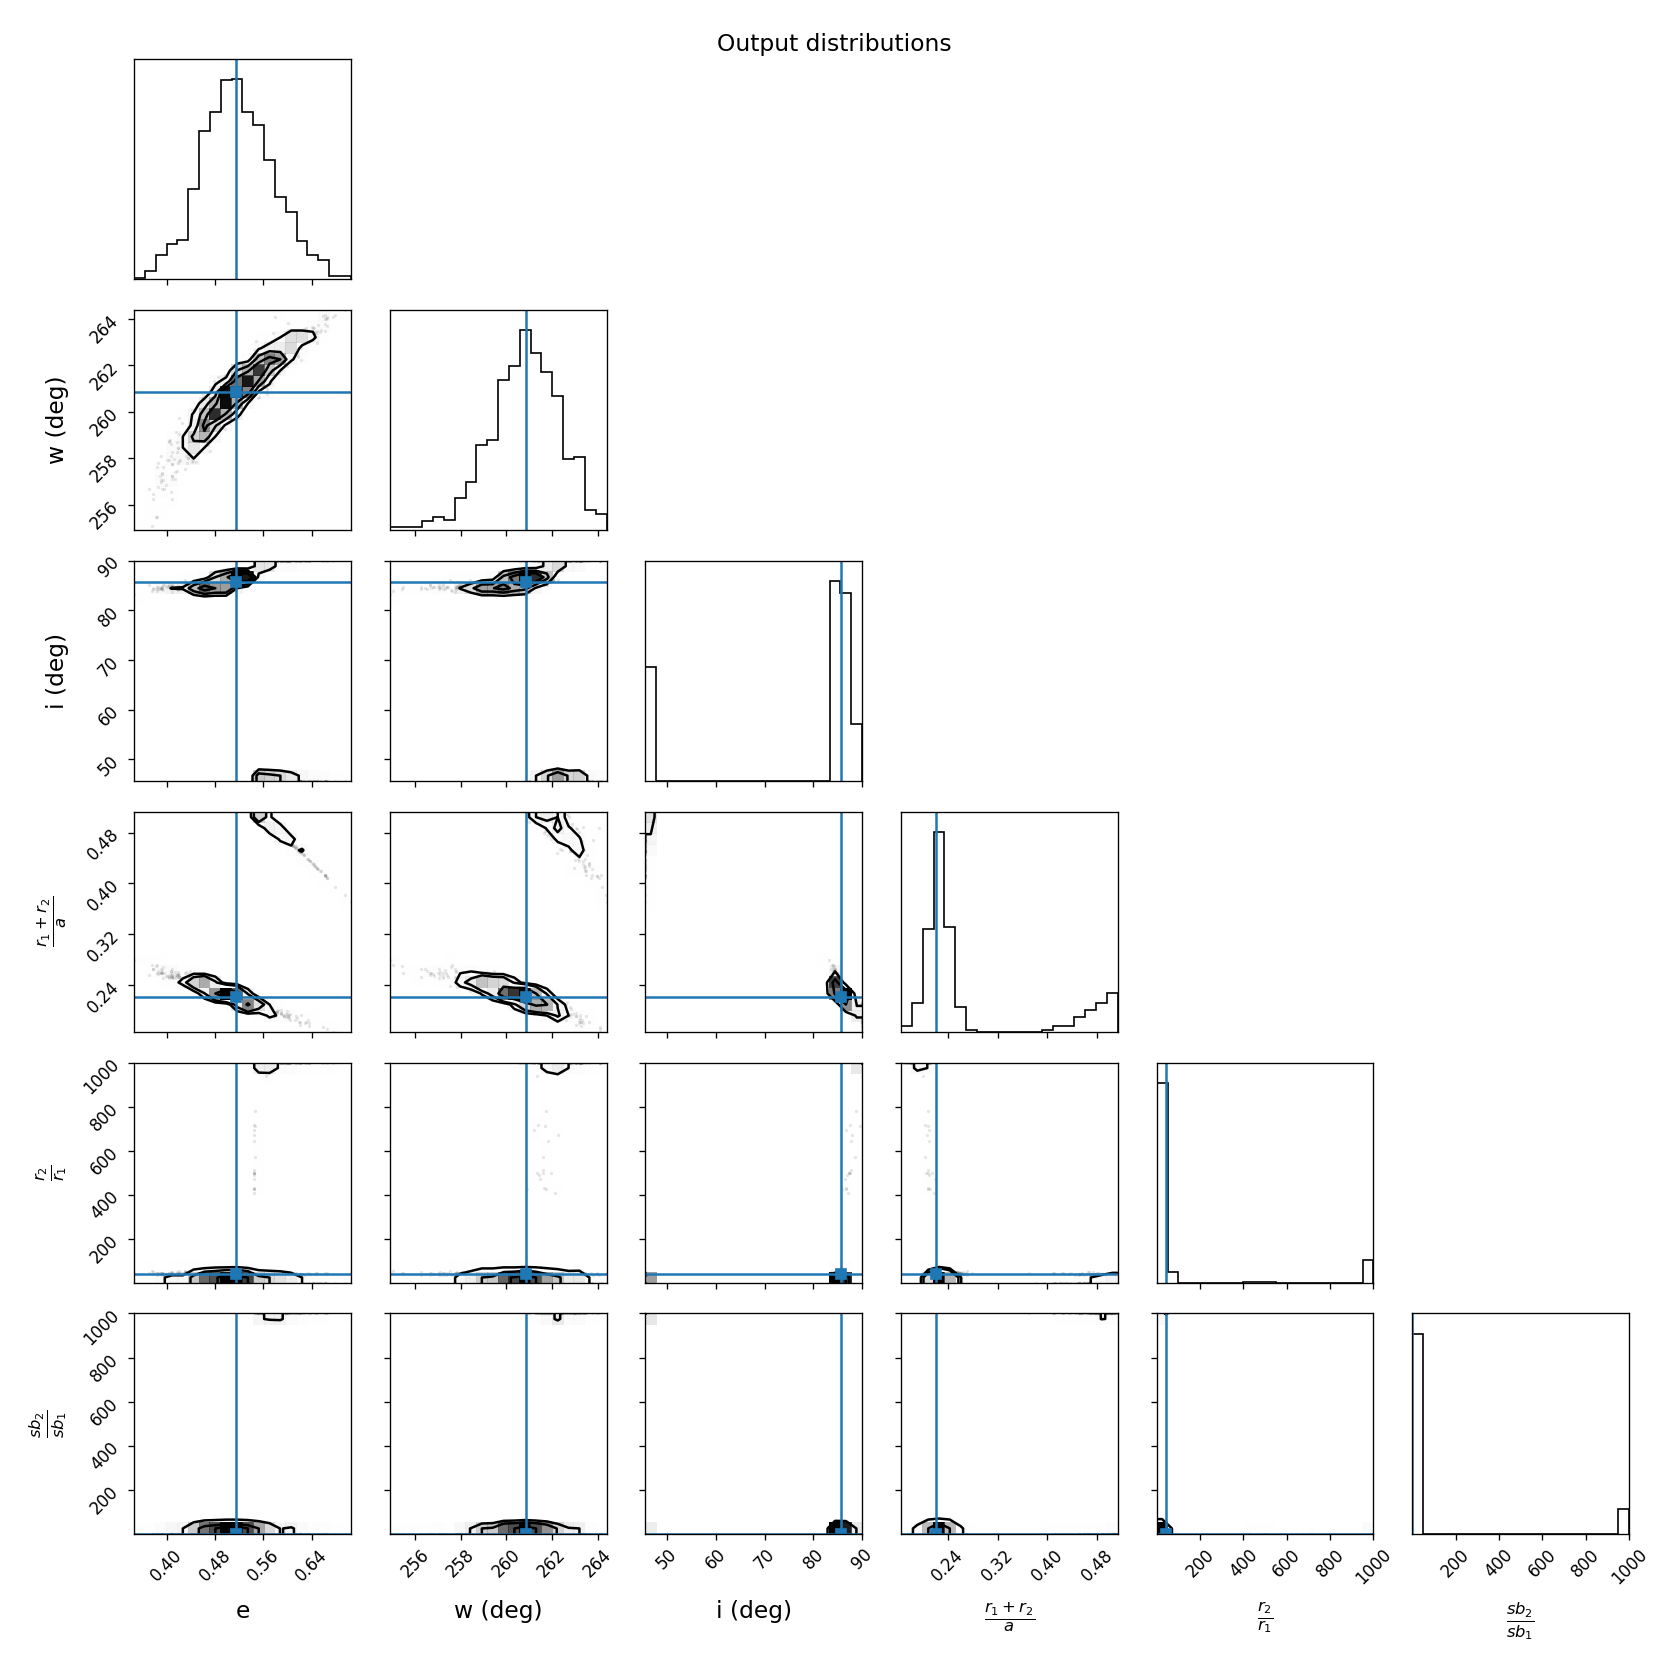 Output distributions
w (deg)
264
262
260
258
256
i (deg)
90
80
70
60
50
r₁ + r₂
a
0.48
0.40
0.32
0.24
r₂
r₁
1000
800
600
400
200
sb₂
sb₁
1000
800
600
400
200
0.40 0.48 0.56 0.64 256 258 260 262 264 50 60 70 80 90 0.24 0.32 0.40 0.48 200 400 600 800 1000 200 400 600 800 1000
e w (deg) i (deg)
r₁ + r₂
a
r₂
r₁
sb₂
sb₁